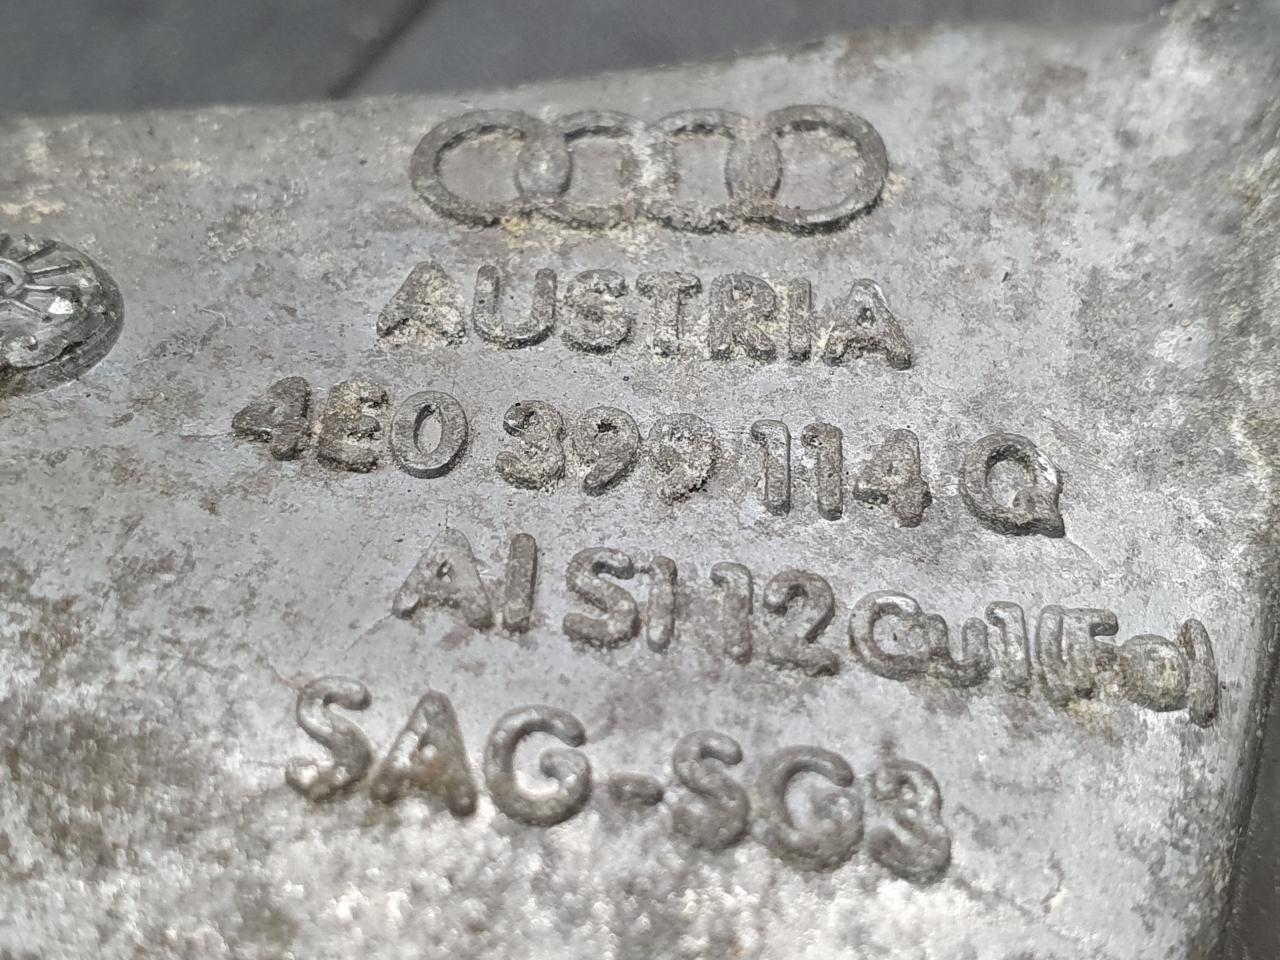 AUSTRIA
4E0 399 114 Q
AlSi12Cu1(Fe)
SAG-SG3